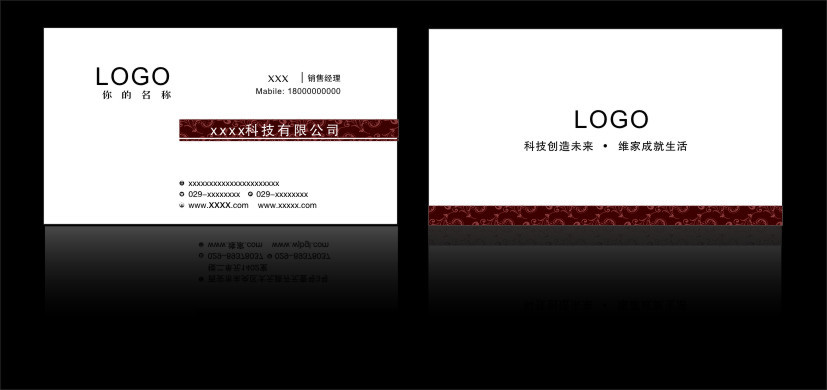 LOGO
你的名称
XXX | 销售经理
Mabile: 18000000000
xxxx科技有限公司
xxxxxxxxxxxxxxxxxxxxxx
029-xxxxxxxx 029-xxxxxxxx
www.XXXX.com www.xxxxx.com
LOGO
科技创造未来 • 维家成就生活